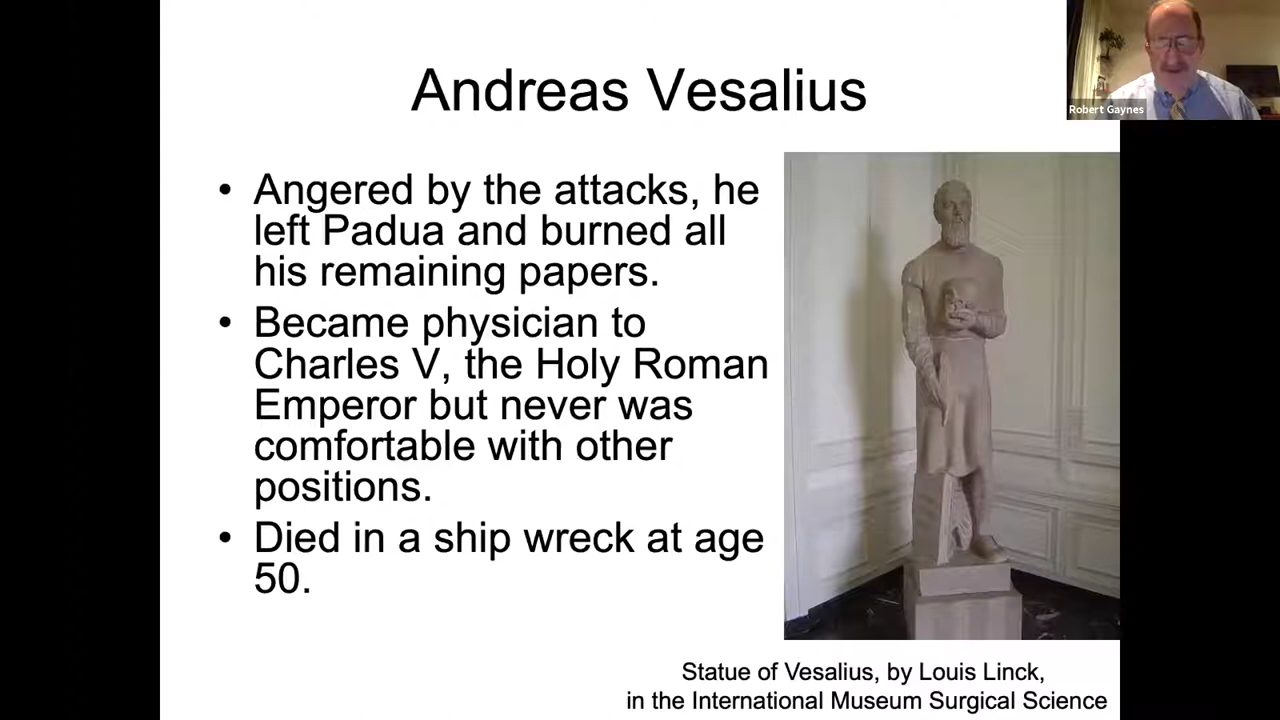 Andreas Vesalius
Robert Gaynes
• Angered by the attacks, he
left Padua and burned all
his remaining papers.
• Became physician to
Charles V, the Holy Roman
Emperor but never was
comfortable with other
positions.
• Died in a ship wreck at age
50.
Statue of Vesalius, by Louis Linck,
in the International Museum Surgical Science